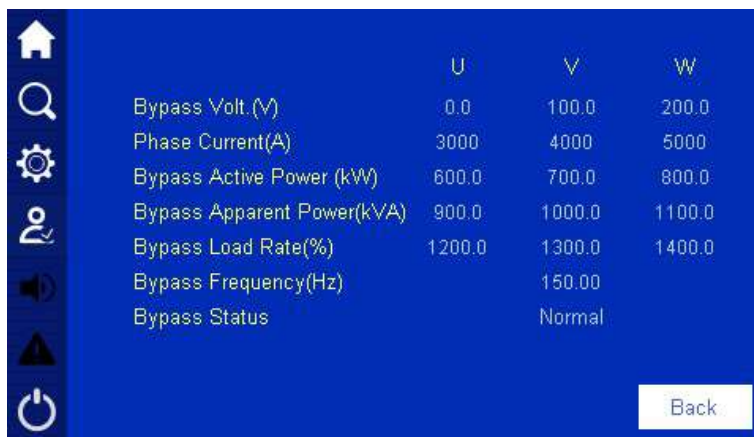 U V W
Bypass Volt.(V) 0.0 100.0 200.0
Phase Current(A) 3000 4000 5000
Bypass Active Power (kW) 600.0 700.0 800.0
Bypass Apparent Power(kVA) 900.0 1000.0 1100.0
Bypass Load Rate(%) 1200.0 1300.0 1400.0
Bypass Frequency(Hz) 150.00
Bypass Status Normal
Back